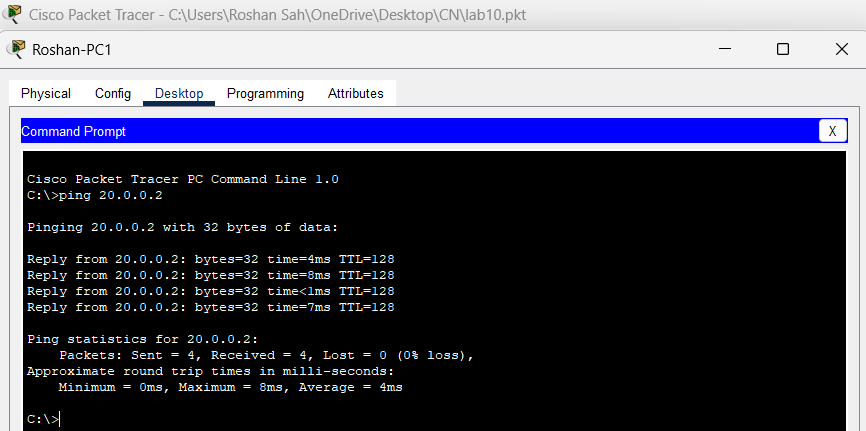 Cisco Packet Tracer - C:\Users\Roshan Sah\OneDrive\Desktop\CN\lab10.pkt
Roshan-PC1
Physical Config Desktop Programming Attributes
Command Prompt X
Cisco Packet Tracer PC Command Line 1.0
C:\>ping 20.0.0.2
Pinging 20.0.0.2 with 32 bytes of data:
Reply from 20.0.0.2: bytes=32 time=4ms TTL=128
Reply from 20.0.0.2: bytes=32 time=8ms TTL=128
Reply from 20.0.0.2: bytes=32 time<1ms TTL=128
Reply from 20.0.0.2: bytes=32 time=7ms TTL=128
Ping statistics for 20.0.0.2:
Packets: Sent = 4, Received = 4, Lost = 0 (0% loss),
Approximate round trip times in milli-seconds:
Minimum = 0ms, Maximum = 8ms, Average = 4ms
C:\>